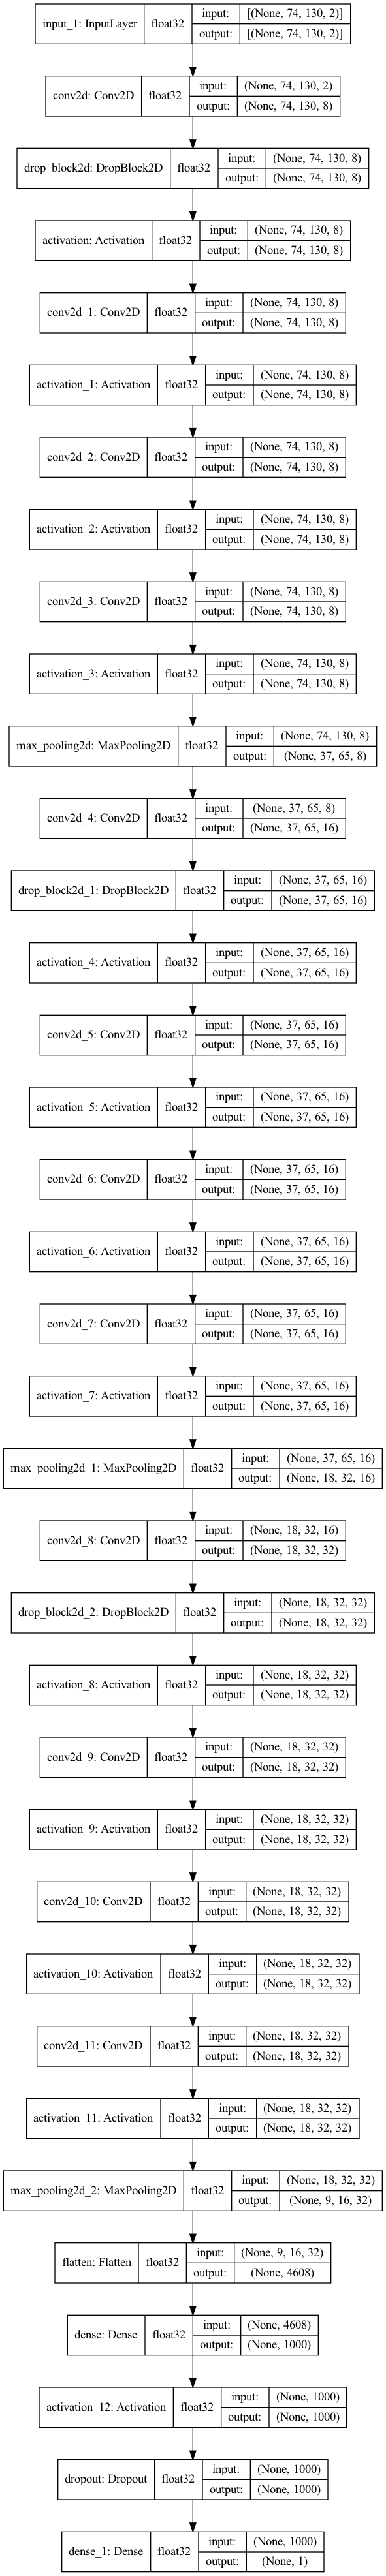 input_1: InputLayer float32 input: [(None, 74, 130, 2)]
output: [(None, 74, 130, 2)]
conv2d: Conv2D float32 input: (None, 74, 130, 2)
output: (None, 74, 130, 8)
drop_block2d: DropBlock2D float32 input: (None, 74, 130, 8)
output: (None, 74, 130, 8)
activation: Activation float32 input: (None, 74, 130, 8)
output: (None, 74, 130, 8)
conv2d_1: Conv2D float32 input: (None, 74, 130, 8)
output: (None, 74, 130, 8)
activation_1: Activation float32 input: (None, 74, 130, 8)
output: (None, 74, 130, 8)
conv2d_2: Conv2D float32 input: (None, 74, 130, 8)
output: (None, 74, 130, 8)
activation_2: Activation float32 input: (None, 74, 130, 8)
output: (None, 74, 130, 8)
conv2d_3: Conv2D float32 input: (None, 74, 130, 8)
output: (None, 74, 130, 8)
activation_3: Activation float32 input: (None, 74, 130, 8)
output: (None, 74, 130, 8)
max_pooling2d: MaxPooling2D float32 input: (None, 74, 130, 8)
output: (None, 37, 65, 8)
conv2d_4: Conv2D float32 input: (None, 37, 65, 8)
output: (None, 37, 65, 16)
drop_block2d_1: DropBlock2D float32 input: (None, 37, 65, 16)
output: (None, 37, 65, 16)
activation_4: Activation float32 input: (None, 37, 65, 16)
output: (None, 37, 65, 16)
conv2d_5: Conv2D float32 input: (None, 37, 65, 16)
output: (None, 37, 65, 16)
activation_5: Activation float32 input: (None, 37, 65, 16)
output: (None, 37, 65, 16)
conv2d_6: Conv2D float32 input: (None, 37, 65, 16)
output: (None, 37, 65, 16)
activation_6: Activation float32 input: (None, 37, 65, 16)
output: (None, 37, 65, 16)
conv2d_7: Conv2D float32 input: (None, 37, 65, 16)
output: (None, 37, 65, 16)
activation_7: Activation float32 input: (None, 37, 65, 16)
output: (None, 37, 65, 16)
max_pooling2d_1: MaxPooling2D float32 input: (None, 37, 65, 16)
output: (None, 18, 32, 16)
conv2d_8: Conv2D float32 input: (None, 18, 32, 16)
output: (None, 18, 32, 32)
drop_block2d_2: DropBlock2D float32 input: (None, 18, 32, 32)
output: (None, 18, 32, 32)
activation_8: Activation float32 input: (None, 18, 32, 32)
output: (None, 18, 32, 32)
conv2d_9: Conv2D float32 input: (None, 18, 32, 32)
output: (None, 18, 32, 32)
activation_9: Activation float32 input: (None, 18, 32, 32)
output: (None, 18, 32, 32)
conv2d_10: Conv2D float32 input: (None, 18, 32, 32)
output: (None, 18, 32, 32)
activation_10: Activation float32 input: (None, 18, 32, 32)
output: (None, 18, 32, 32)
conv2d_11: Conv2D float32 input: (None, 18, 32, 32)
output: (None, 18, 32, 32)
activation_11: Activation float32 input: (None, 18, 32, 32)
output: (None, 18, 32, 32)
max_pooling2d_2: MaxPooling2D float32 input: (None, 18, 32, 32)
output: (None, 9, 16, 32)
flatten: Flatten float32 input: (None, 9, 16, 32)
output: (None, 4608)
dense: Dense float32 input: (None, 4608)
output: (None, 1000)
activation_12: Activation float32 input: (None, 1000)
output: (None, 1000)
dropout: Dropout float32 input: (None, 1000)
output: (None, 1000)
dense_1: Dense float32 input: (None, 1000)
output: (None, 1)